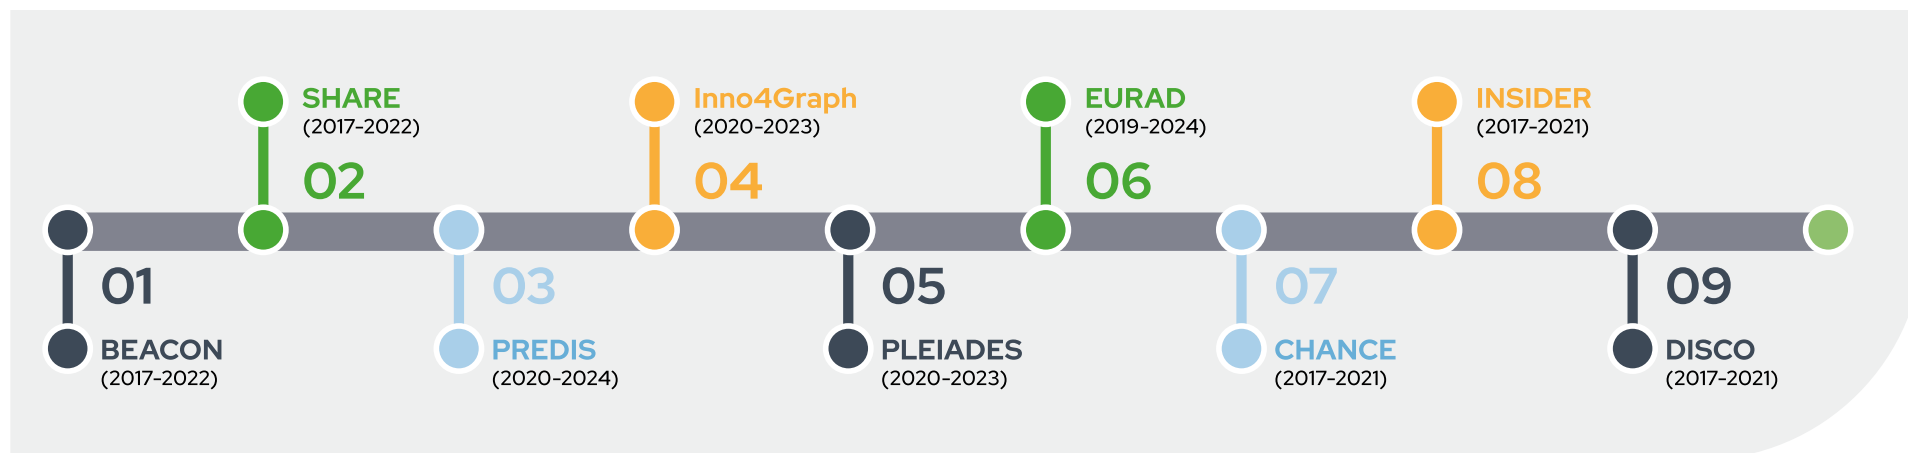 01
BEACON
(2017-2022)
SHARE
(2017-2022)
02
03
PREDIS
(2020-2024)
Inno4Graph
(2020-2023)
04
05
PLEIADES
(2020-2023)
EURAD
(2019-2024)
06
07
CHANCE
(2017-2021)
INSIDER
(2017-2021)
08
09
DISCO
(2017-2021)